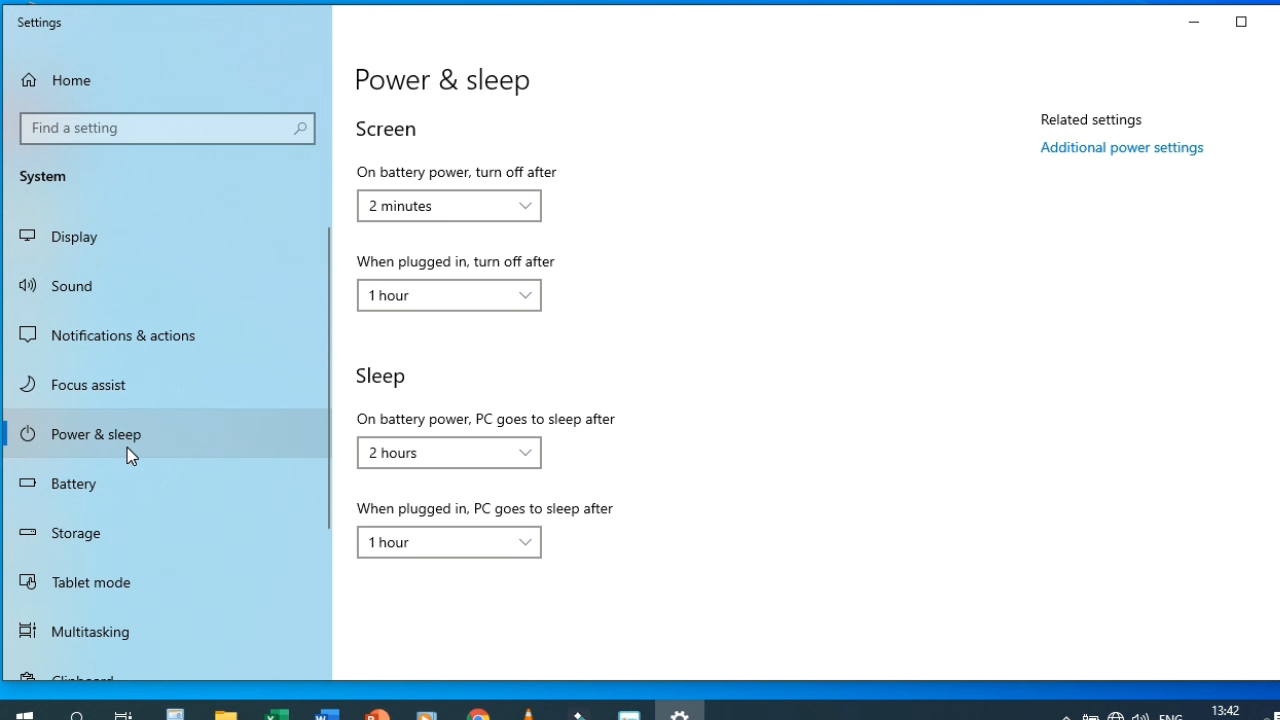 Settings
Home
Find a setting
System
Display
Sound
Notifications & actions
Focus assist
Power & sleep
Battery
Storage
Tablet mode
Multitasking
Clipboard
Power & sleep
Screen
On battery power, turn off after
2 minutes
When plugged in, turn off after
1 hour
Sleep
On battery power, PC goes to sleep after
2 hours
When plugged in, PC goes to sleep after
1 hour
Related settings
Additional power settings
ENG
13:42